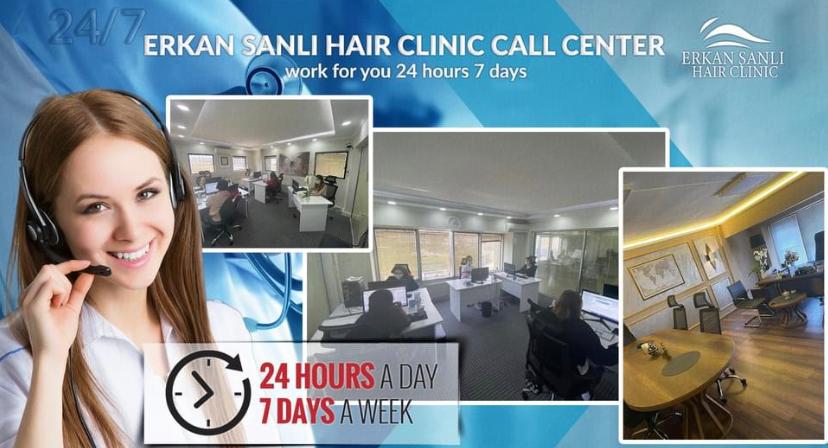 24/7
ERKAN SANLI HAIR CLINIC CALL CENTER
work for you 24 hours 7 days
ERKAN SANLI
HAIR CLINIC
24 HOURS A DAY
7 DAYS A WEEK